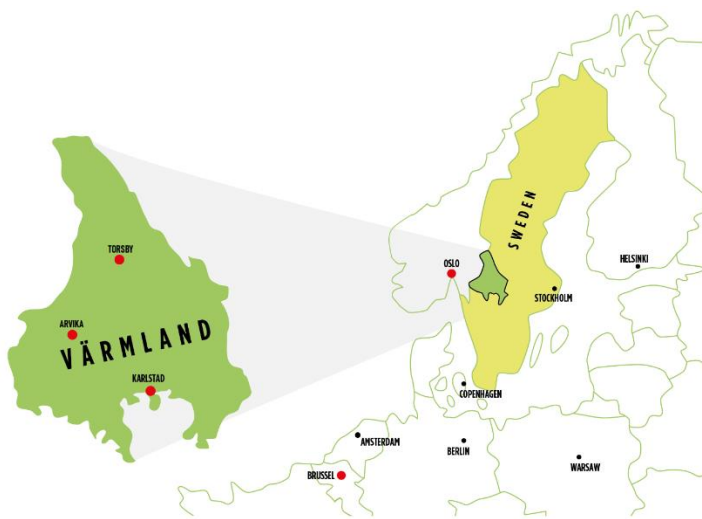 TORSBY
ARVIKA
VÄRMLAND
KARLSTAD
SWEDEN
OSLO
HELSINKI
STOCKHOLM
COPENHAGEN
AMSTERDAM
BERLIN
WARSAW
BRUSSEL